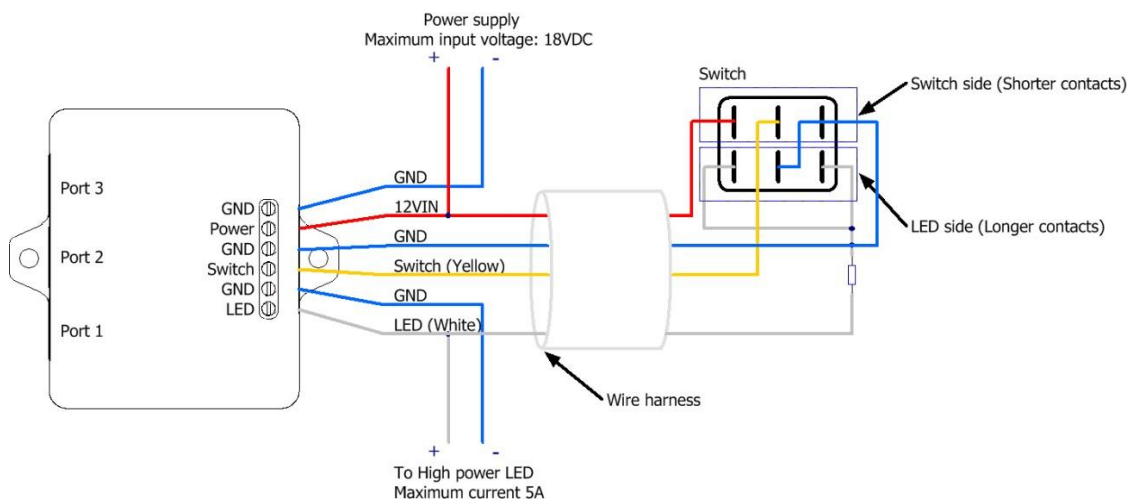 Power supply
Maximum input voltage: 18VDC
+ -
Switch
Switch side (Shorter contacts)
Port 3
GND
GND
12VIN
Power
LED side (Longer contacts)
GND
GND
Port 2
Switch
Switch (Yellow)
GND
GND
LED
LED (White)
Port 1
Wire harness
+ -
To High power LED
Maximum current 5A